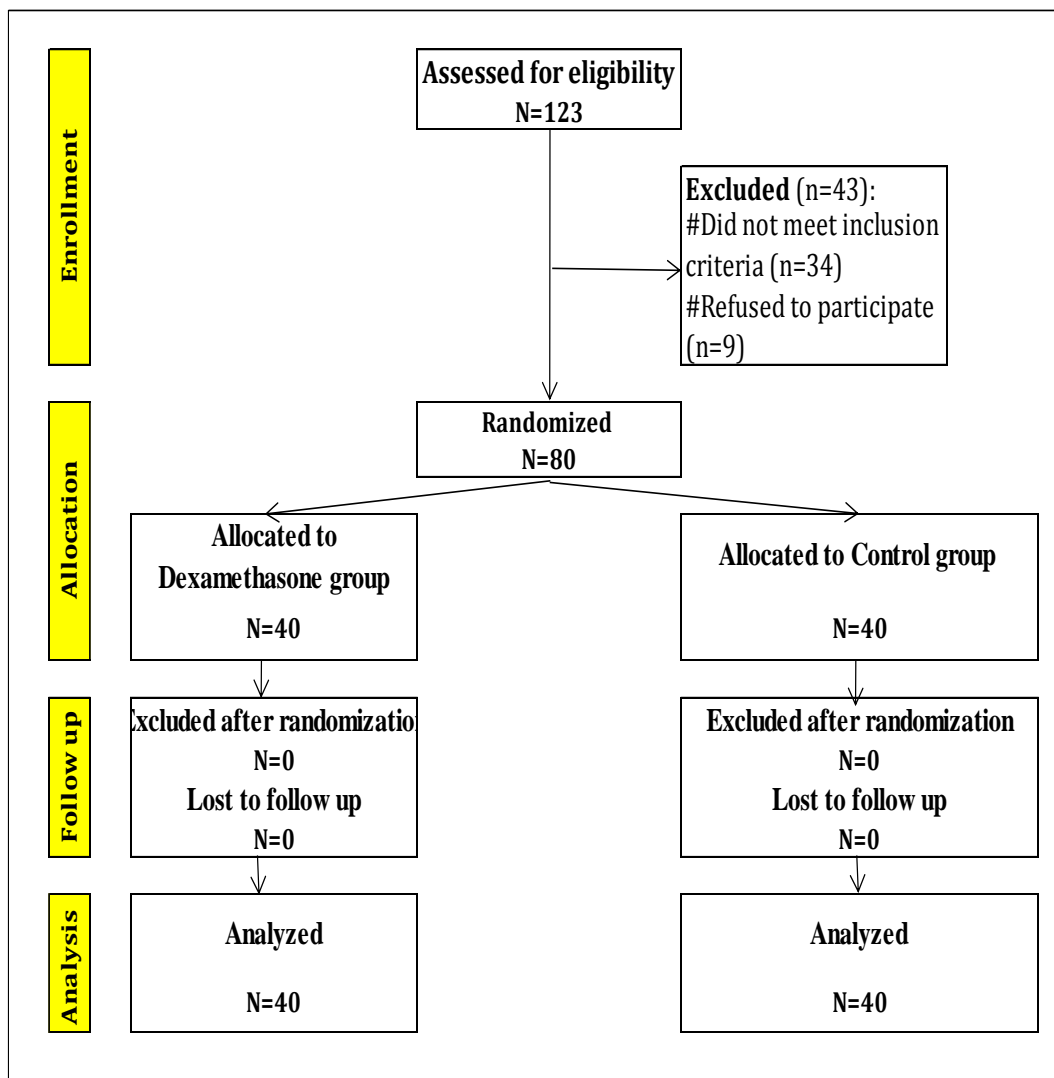 Enrollment
Assessed for eligibility
N=123
Excluded (n=43):
#Did not meet inclusion
criteria (n=34)
#Refused to participate
(n=9)
Allocation
Randomized
N=80
Allocated to
Dexamethasone group
N=40
Allocated to Control group
N=40
Follow up
Excluded after randomization
N=0
Lost to follow up
N=0
Excluded after randomization
N=0
Lost to follow up
N=0
Analysis
Analyzed
N=40
Analyzed
N=40